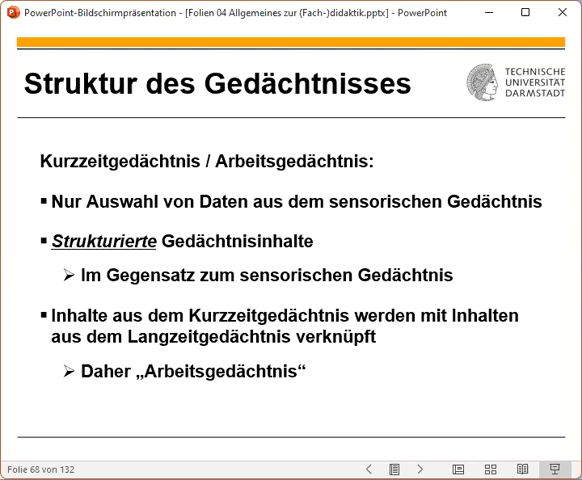 PowerPoint-Bildschirmpräsentation - [Folien 04 Allgemeines zur (Fach-)didaktik.pptx] - PowerPoint
Struktur des Gedächtnisses
TECHNISCHE
UNIVERSITÄT
DARMSTADT
Kurzzeitgedächtnis / Arbeitsgedächtnis:
▪ Nur Auswahl von Daten aus dem sensorischen Gedächtnis
▪ Strukturierte Gedächtnisinhalte
➢ Im Gegensatz zum sensorischen Gedächtnis
▪ Inhalte aus dem Kurzzeitgedächtnis werden mit Inhalten
aus dem Langzeitgedächtnis verknüpft
➢ Daher „Arbeitsgedächtnis“
Folie 68 von 132